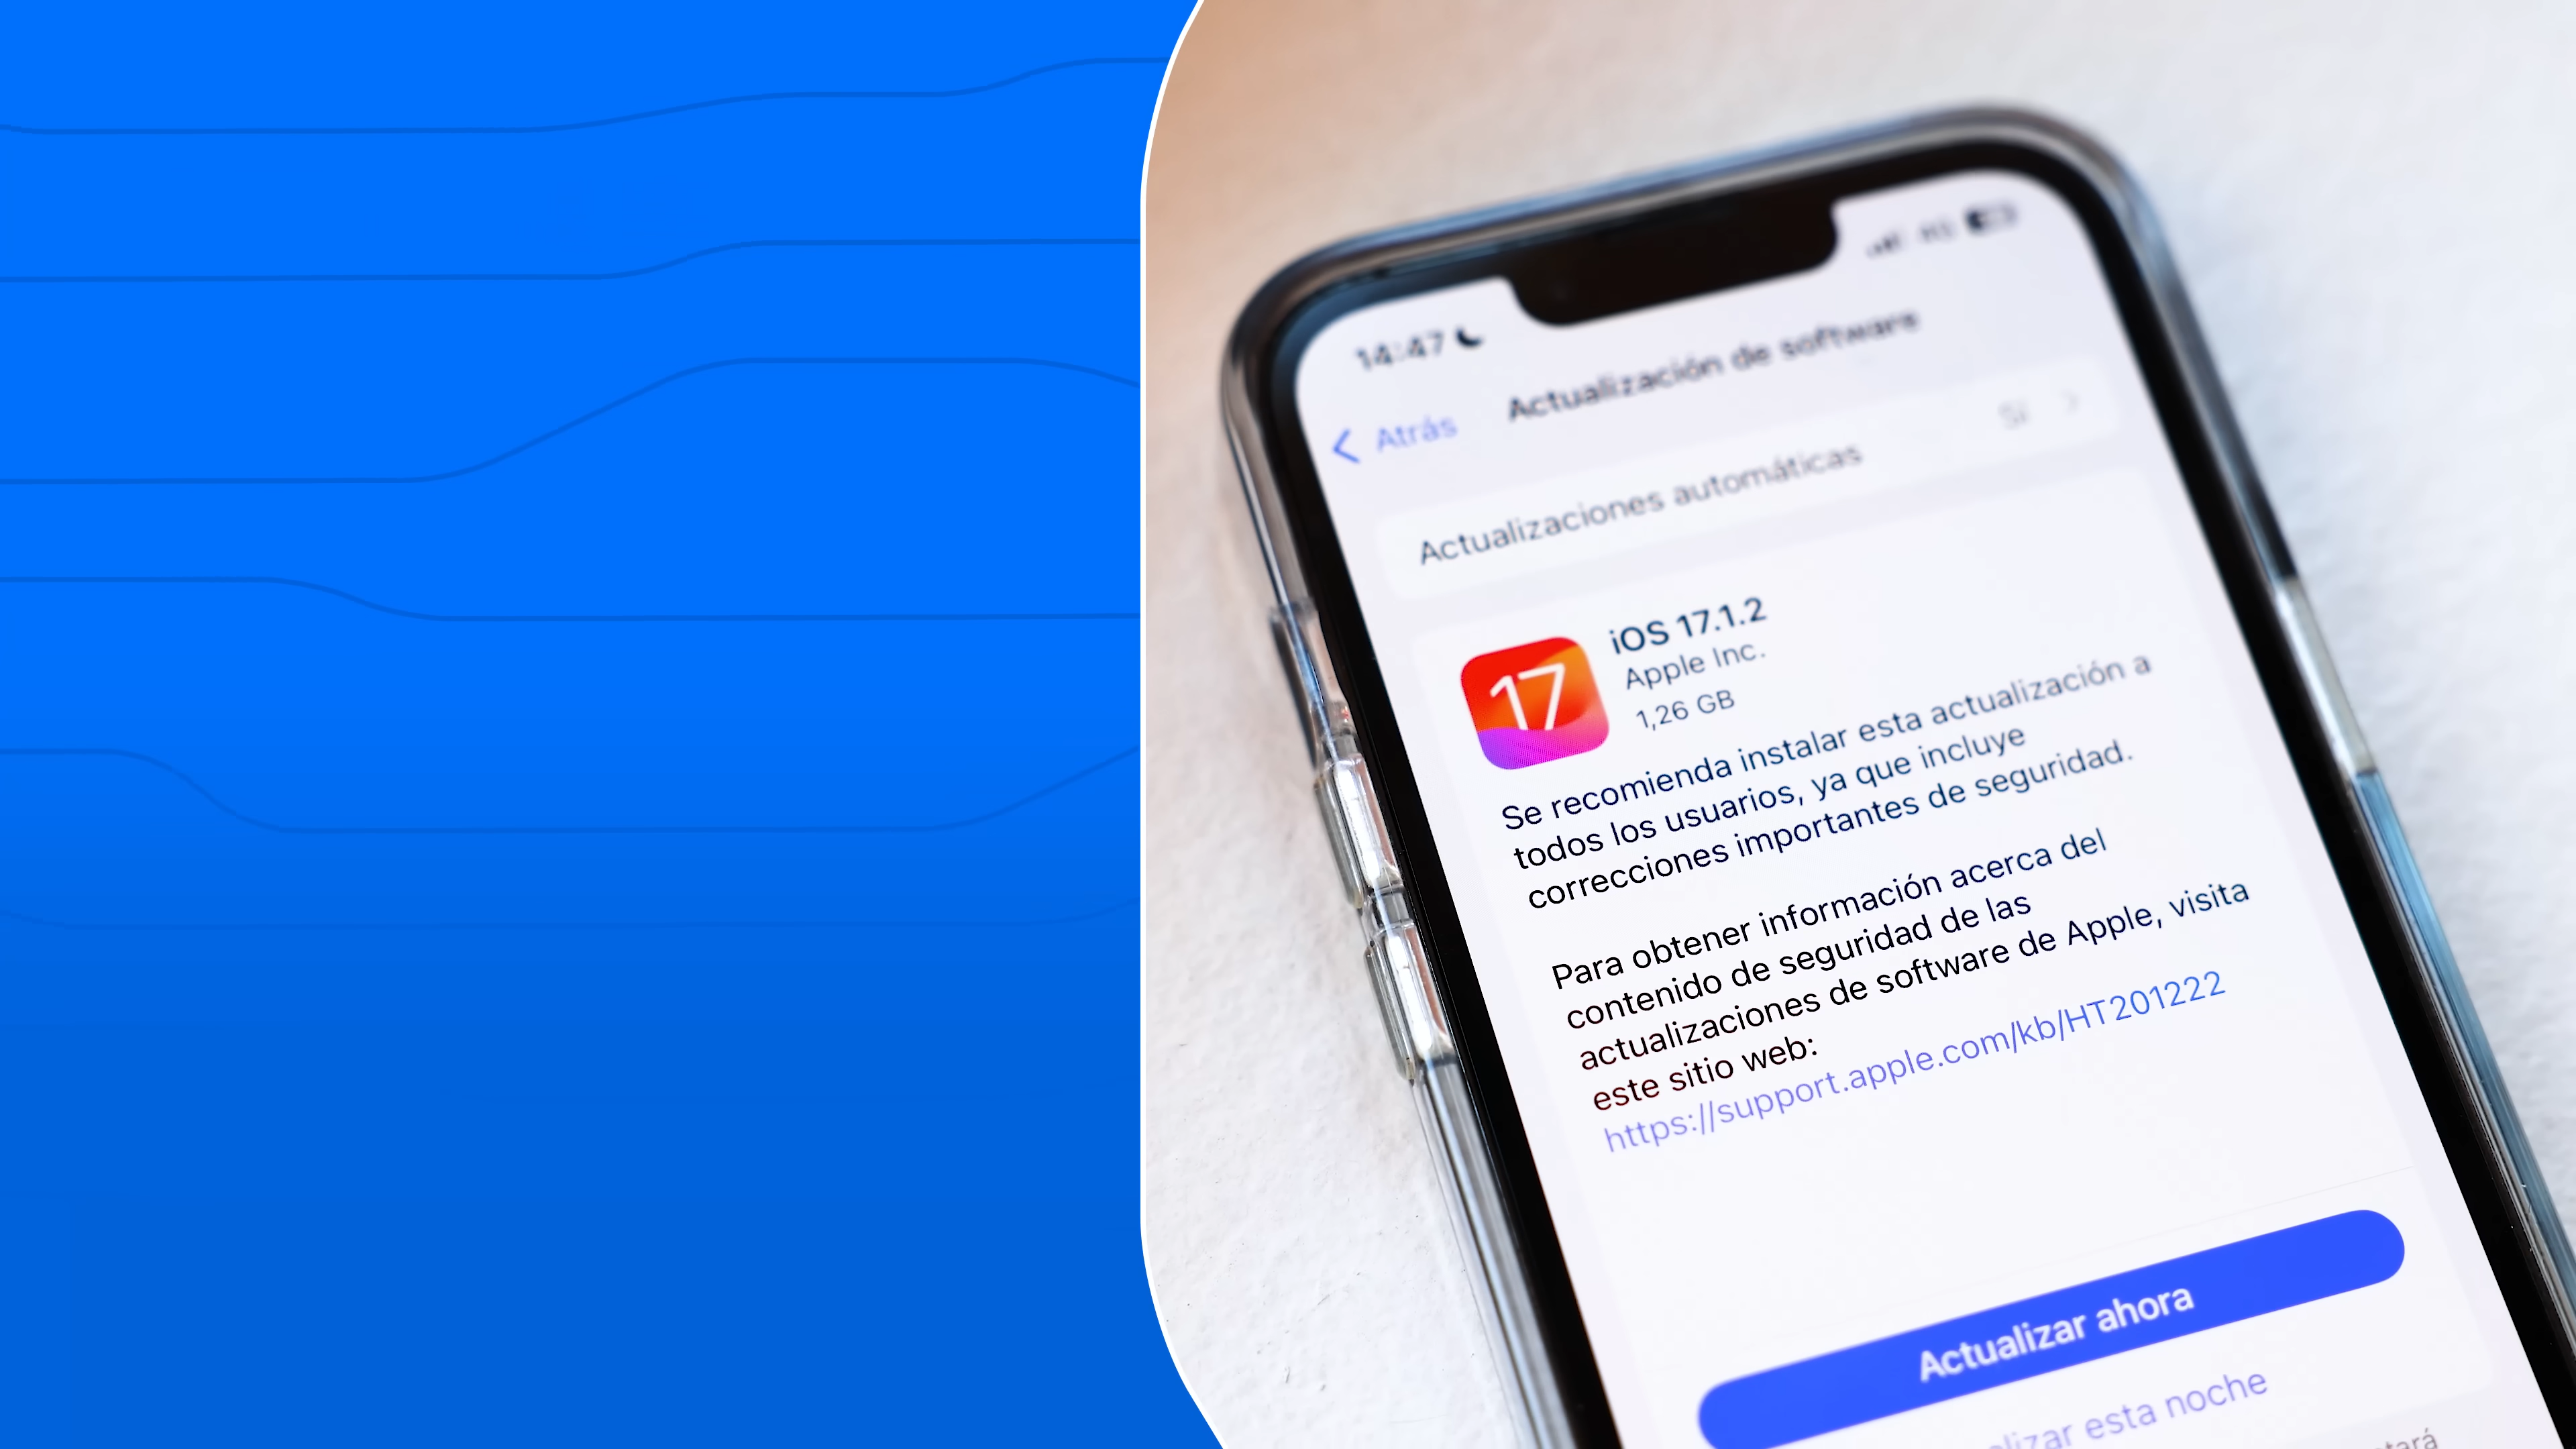 14:47
Atrás
Actualización de software
Actualizaciones automáticas
Sí
17
iOS 17.1.2
Apple Inc.
1,26 GB
Se recomienda instalar esta actualización a
todos los usuarios, ya que incluye
correcciones importantes de seguridad.
Para obtener información acerca del
contenido de seguridad de las
actualizaciones de software de Apple, visita
este sitio web:
https://support.apple.com/kb/HT201222
Actualizar ahora
esta noche